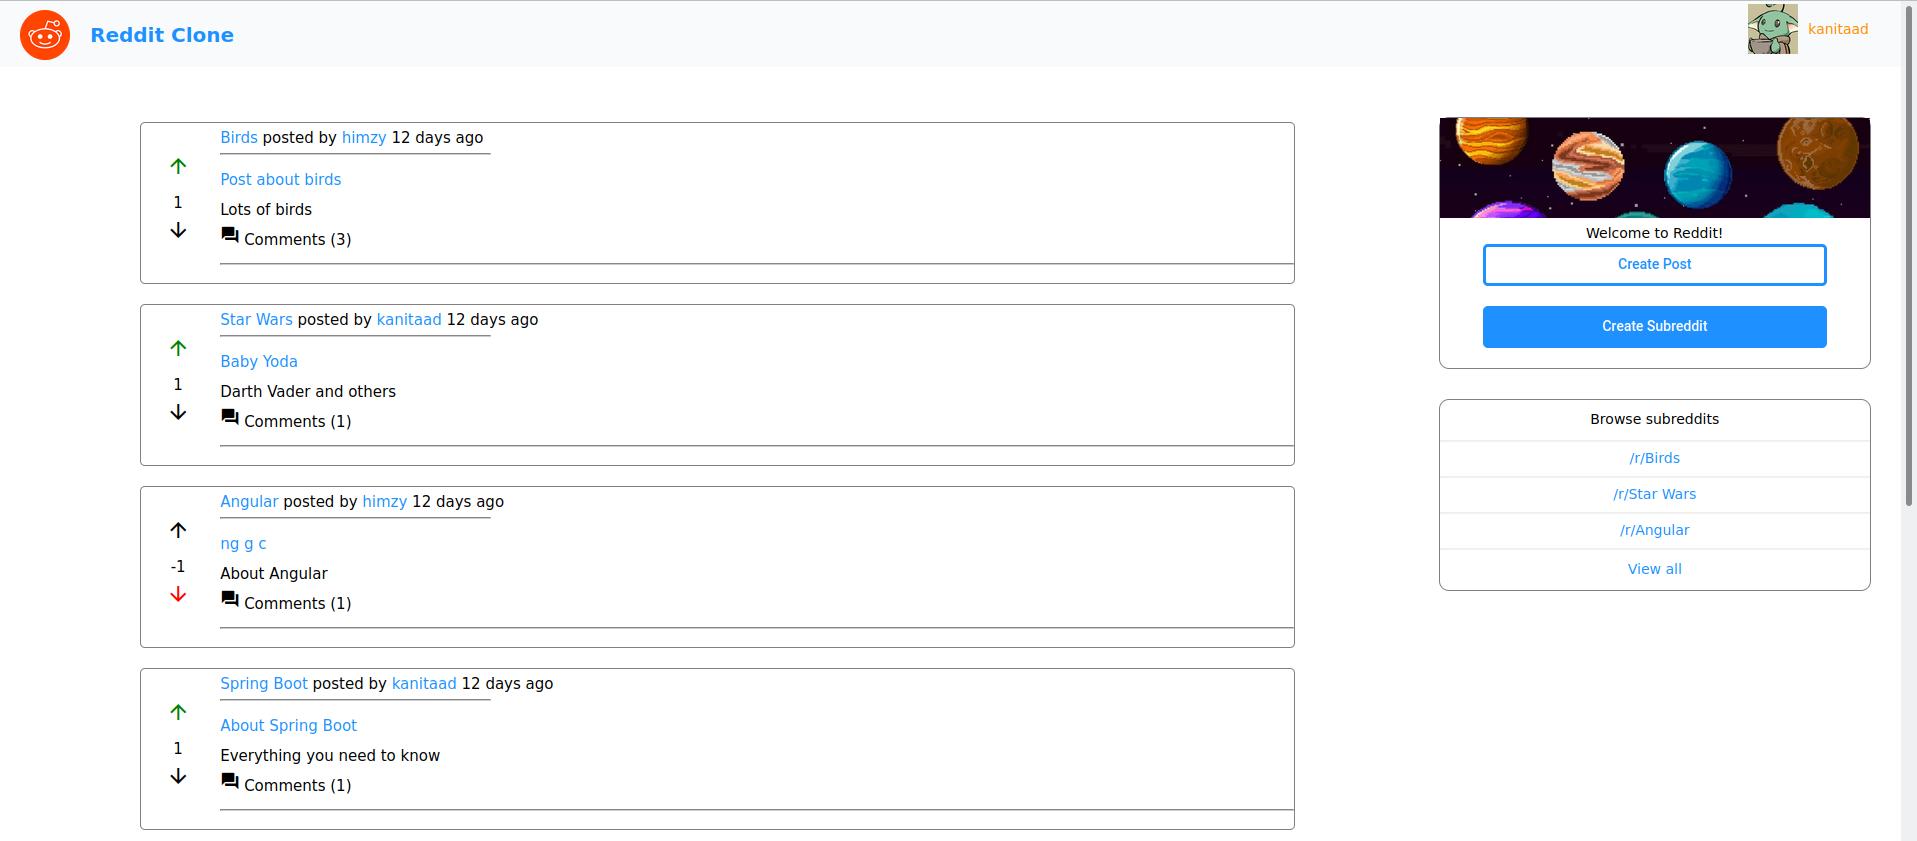 Reddit Clone
kanitaad
Birds posted by himzy 12 days ago
Post about birds
1
Lots of birds
Comments (3)
Star Wars posted by kanitaad 12 days ago
Baby Yoda
1
Darth Vader and others
Comments (1)
Angular posted by himzy 12 days ago
ng g c
-1
About Angular
Comments (1)
Spring Boot posted by kanitaad 12 days ago
About Spring Boot
1
Everything you need to know
Comments (1)
Welcome to Reddit!
Create Post
Create Subreddit
Browse subreddits
/r/Birds
/r/Star Wars
/r/Angular
View all